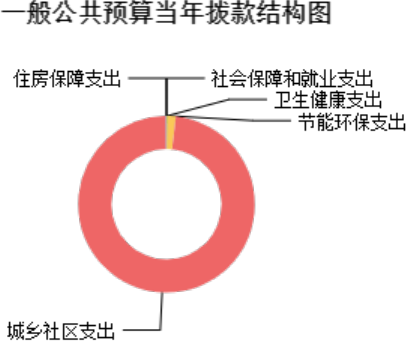 一般公共预算当年拨款结构图
住房保障支出
社会保障和就业支出
卫生健康支出
节能环保支出
城乡社区支出